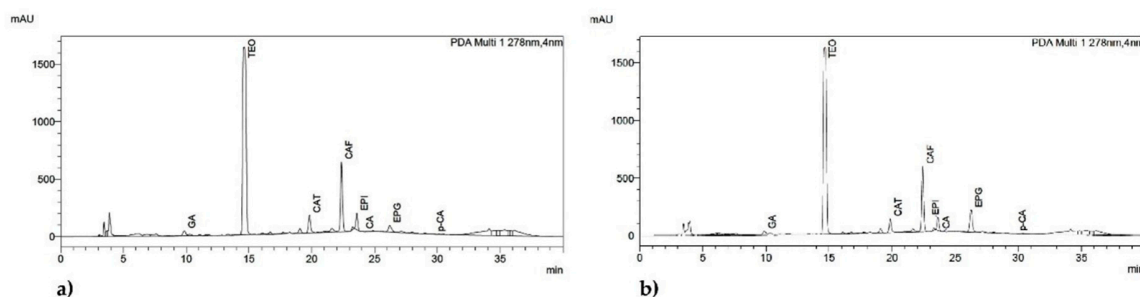 mAU
PDA Multi 1 278nm,4nm
1500
1000
500
0
TEO
GA
CAT
CAF
EPI
CA
EPG
p-CA
0 5 10 15 20 25 30 35
min
a)
mAU
PDA Multi 1 278nm,4nm
1500
1000
500
0
TEO
GA
CAT
CAF
EPI
CA
EPG
p-CA
0 5 10 15 20 25 30 35
min
b)